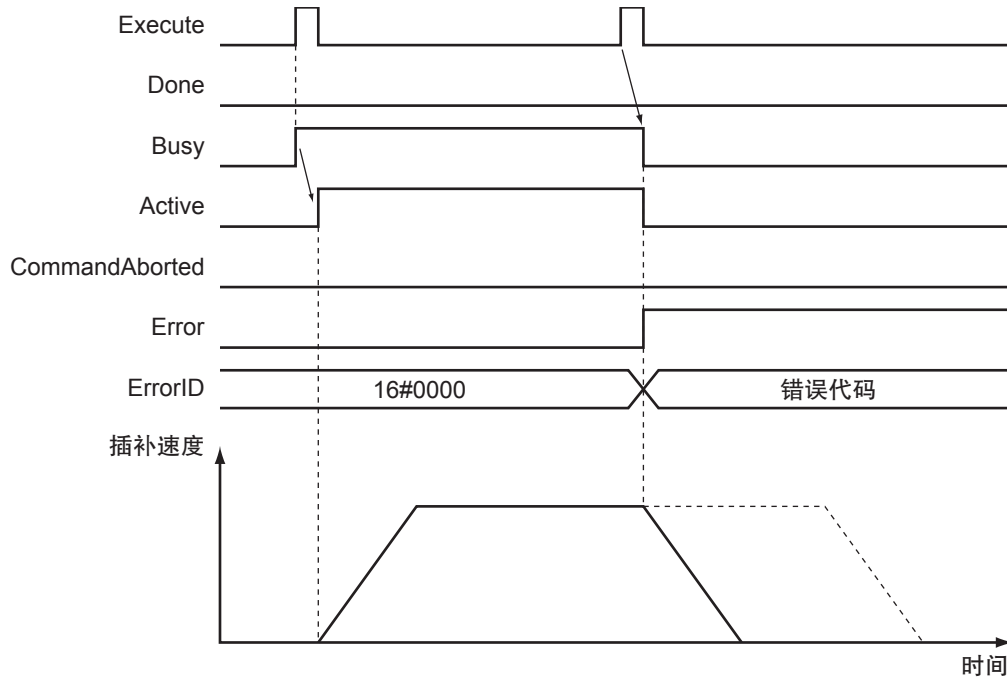 Execute
Done
Busy
Active
CommandAborted
Error
ErrorID 16#0000 错误代码
插补速度
时间